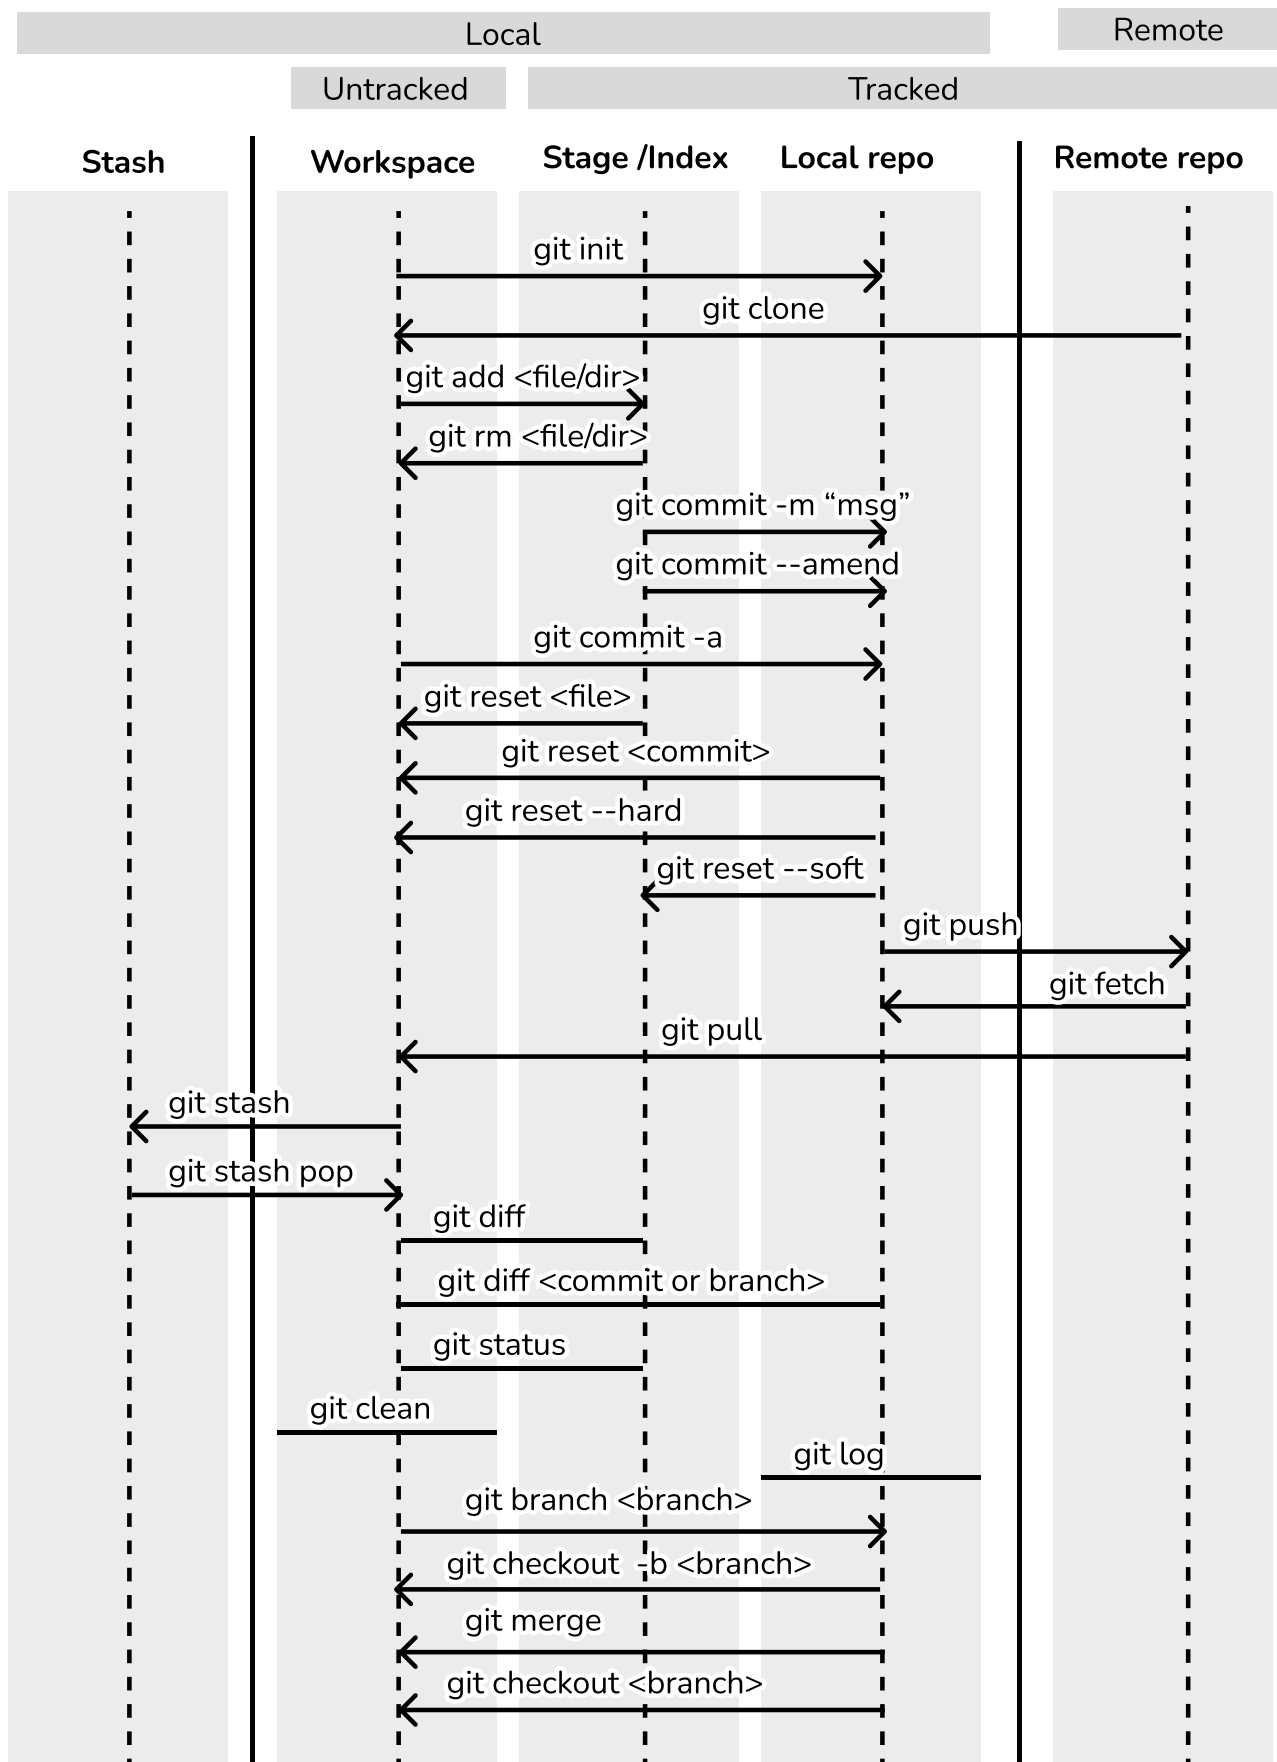 Local
Remote
Untracked
Tracked
Stash
Workspace
Stage /Index
Local repo
Remote repo
git init
git clone
git add <file/dir>
git rm <file/dir>
git commit -m “msg”
git commit --amend
git commit -a
git reset <file>
git reset <commit>
git reset --hard
git reset --soft
git push
git fetch
git pull
git stash
git stash pop
git diff
git diff <commit or branch>
git status
git clean
git log
git branch <branch>
git checkout  -b <branch>
git merge
git checkout <branch>